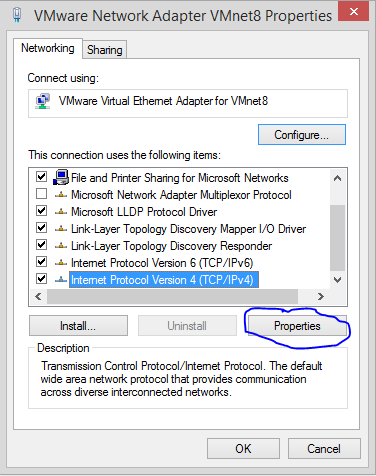 VMware Network Adapter VMnet8 Properties
Networking
Sharing
Connect using:
VMware Virtual Ethernet Adapter for VMnet8
Configure...
This connection uses the following items:
File and Printer Sharing for Microsoft Networks
Microsoft Network Adapter Multiplexor Protocol
Microsoft LLDP Protocol Driver
Link-Layer Topology Discovery Mapper I/O Driver
Link-Layer Topology Discovery Responder
Internet Protocol Version 6 (TCP/IPv6)
Internet Protocol Version 4 (TCP/IPv4)
Install...
Uninstall
Properties
Description
Transmission Control Protocol/Internet Protocol. The default
wide area network protocol that provides communication
across diverse interconnected networks.
OK
Cancel